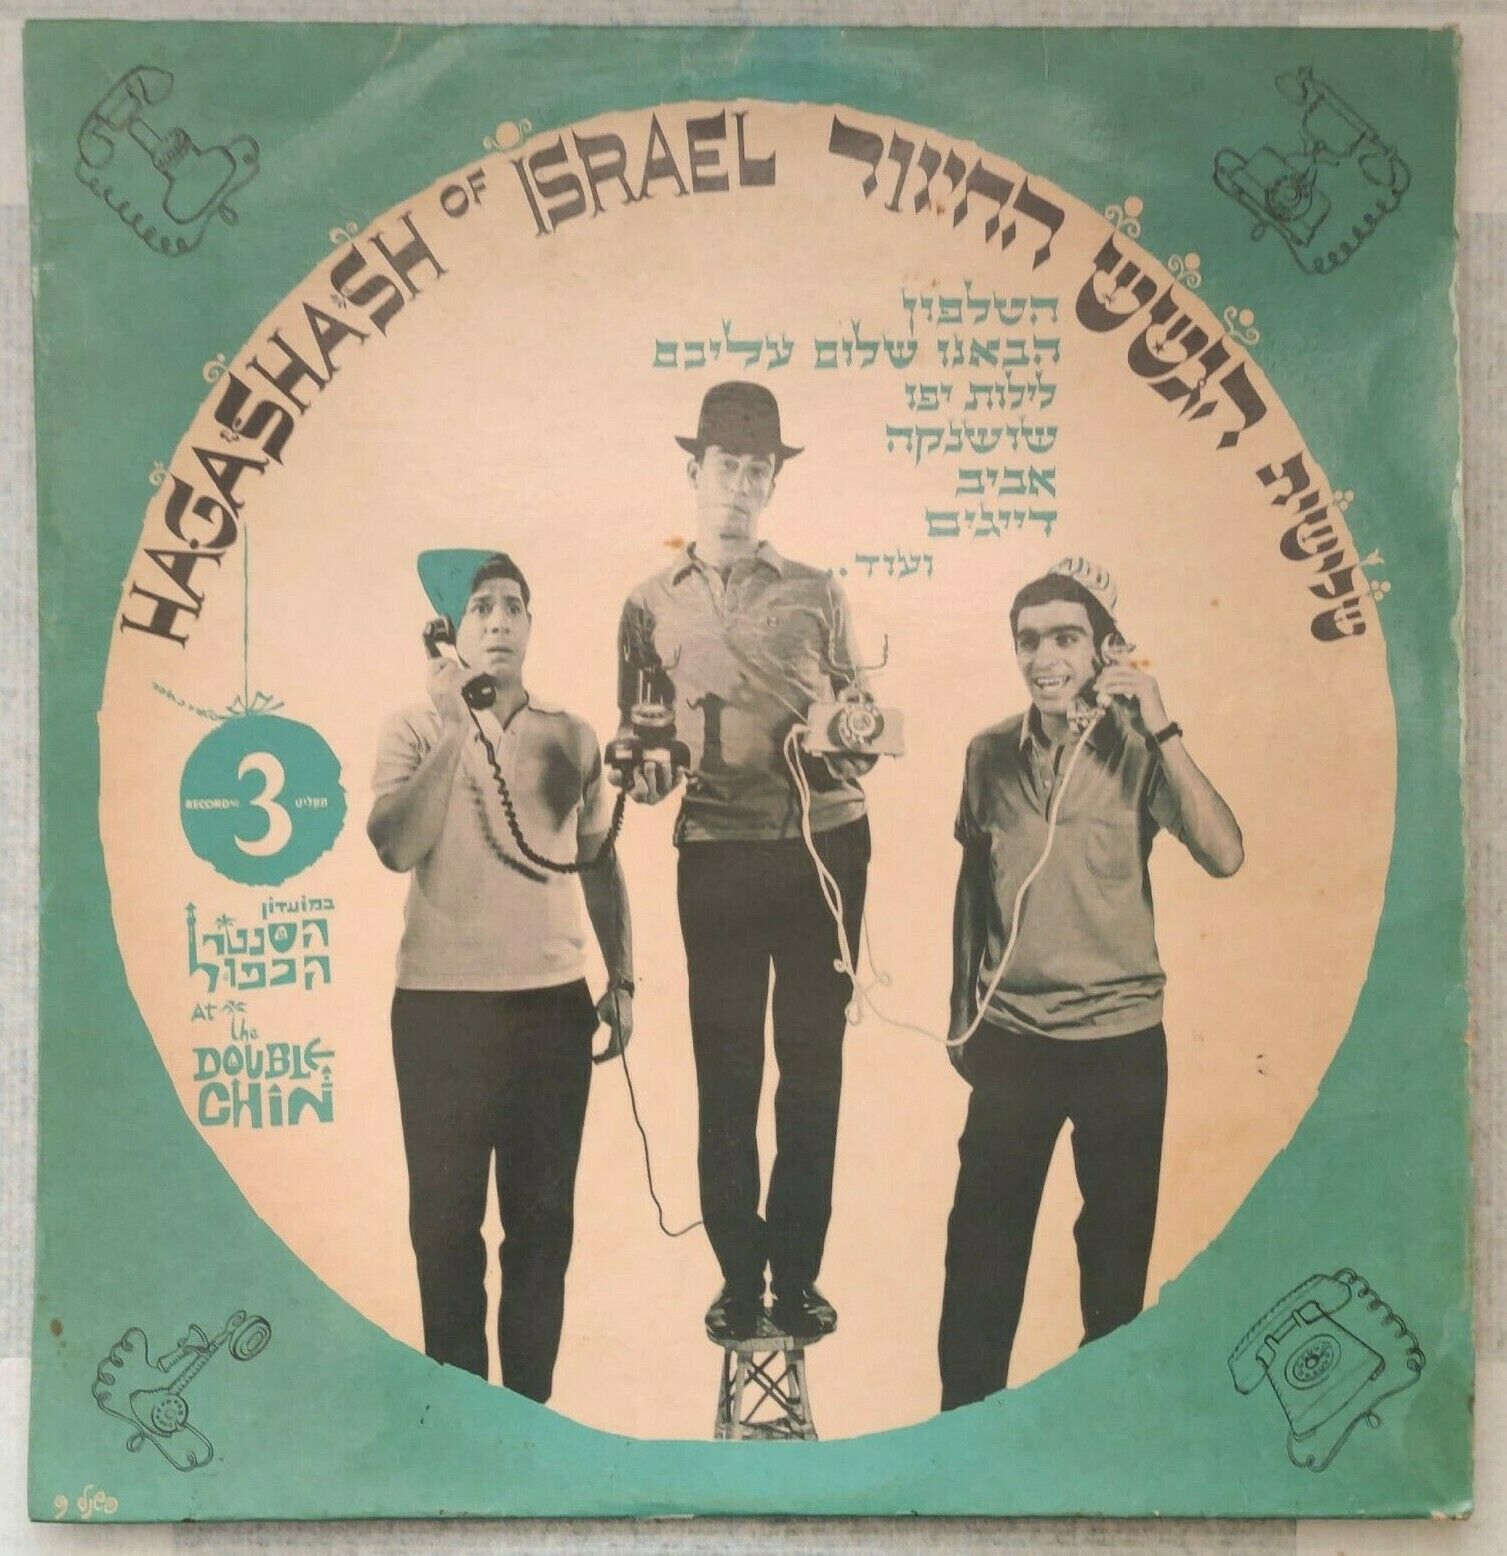 HAGASHASH OF ISRAEL
שלישית הגשש החיוור
השלפון
הבאנו שלום עליכם
לילות יפו
שושנקה
אביב
דייגים
ועוד..
RECORD 3 תקליט
במועדון
הסנטר
הכפול
At
the
DOUBLE
CHIN